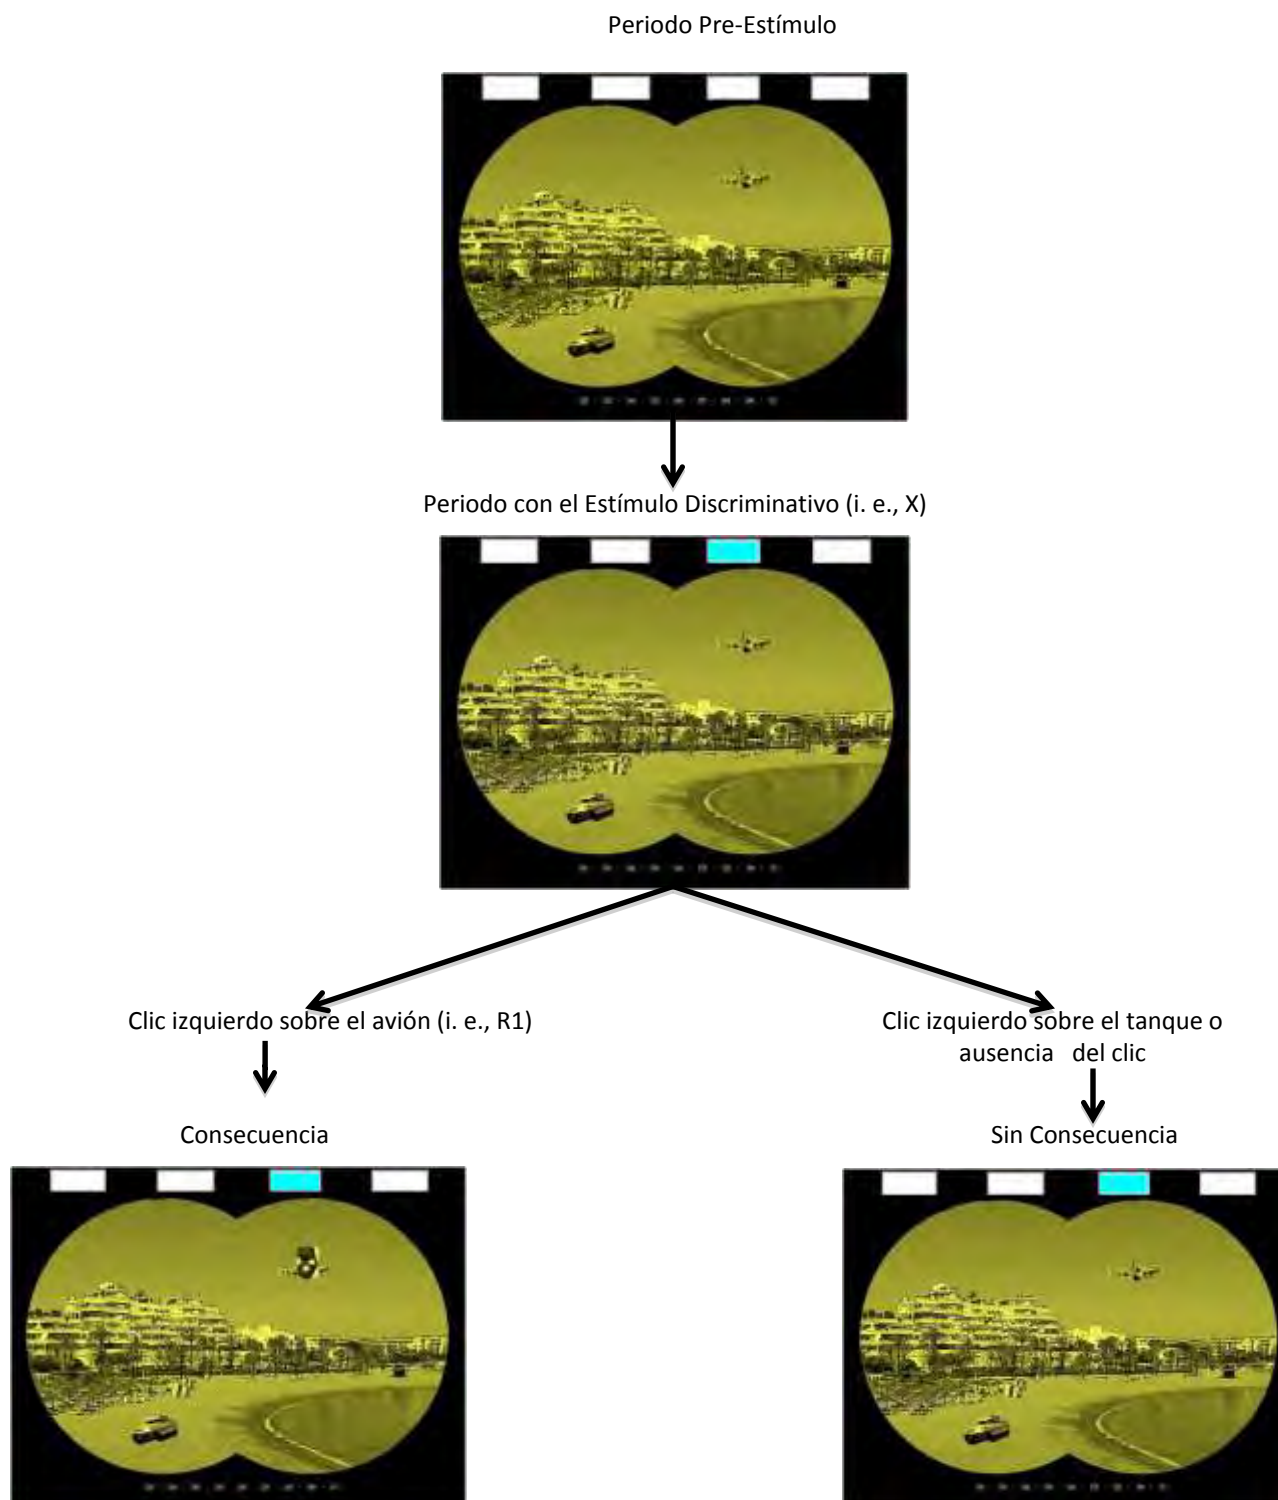 Periodo Pre-Estímulo
Periodo con el Estímulo Discriminativo (i. e., X)
Clic izquierdo sobre el avión (i. e., R1)
Clic izquierdo sobre el tanque o
ausencia del clic
Consecuencia
Sin Consecuencia